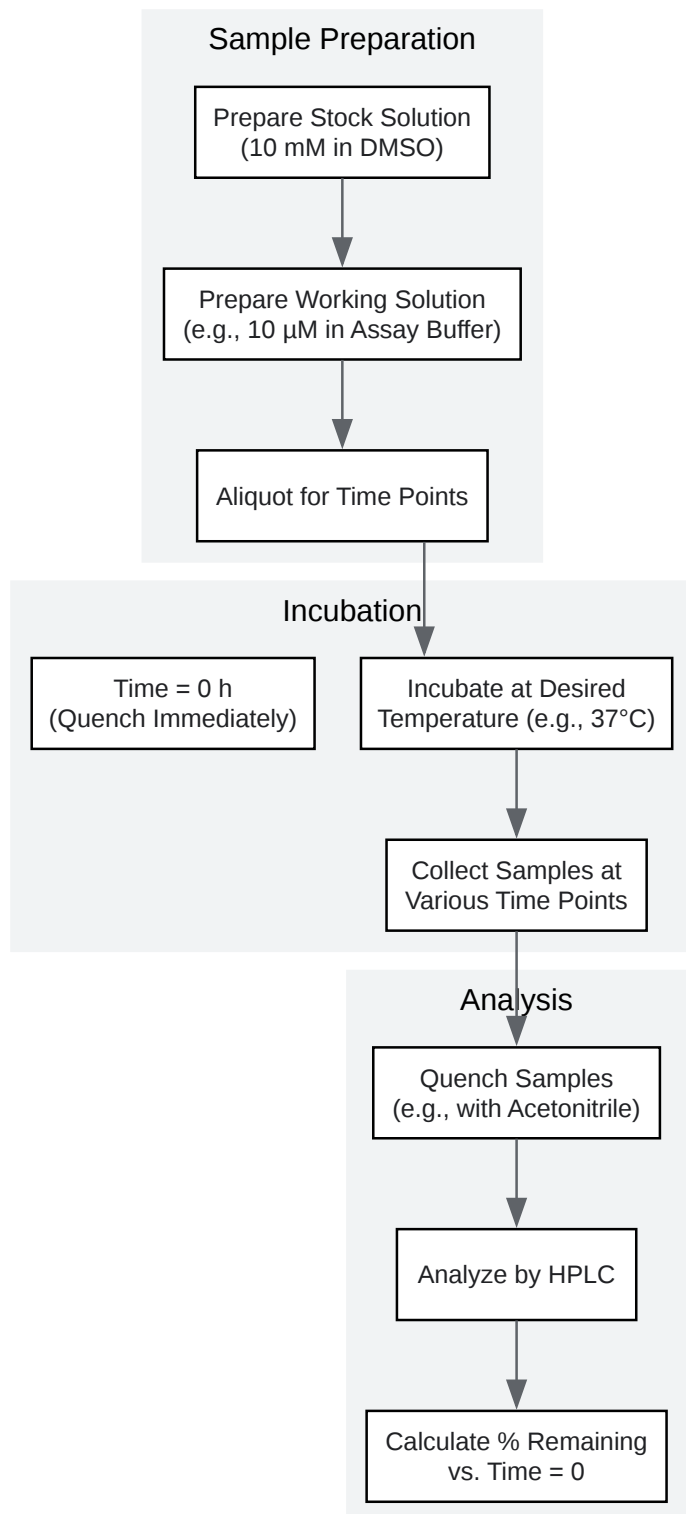 Sample Preparation
Prepare Stock Solution
(10 mM in DMSO)
Prepare Working Solution
(e.g., 10 µM in Assay Buffer)
Aliquot for Time Points
Incubation
Time = 0 h
(Quench Immediately)
Incubate at Desired
Temperature (e.g., 37°C)
Collect Samples at
Various Time Points
Analysis
Quench Samples
(e.g., with Acetonitrile)
Analyze by HPLC
Calculate % Remaining
vs. Time = 0